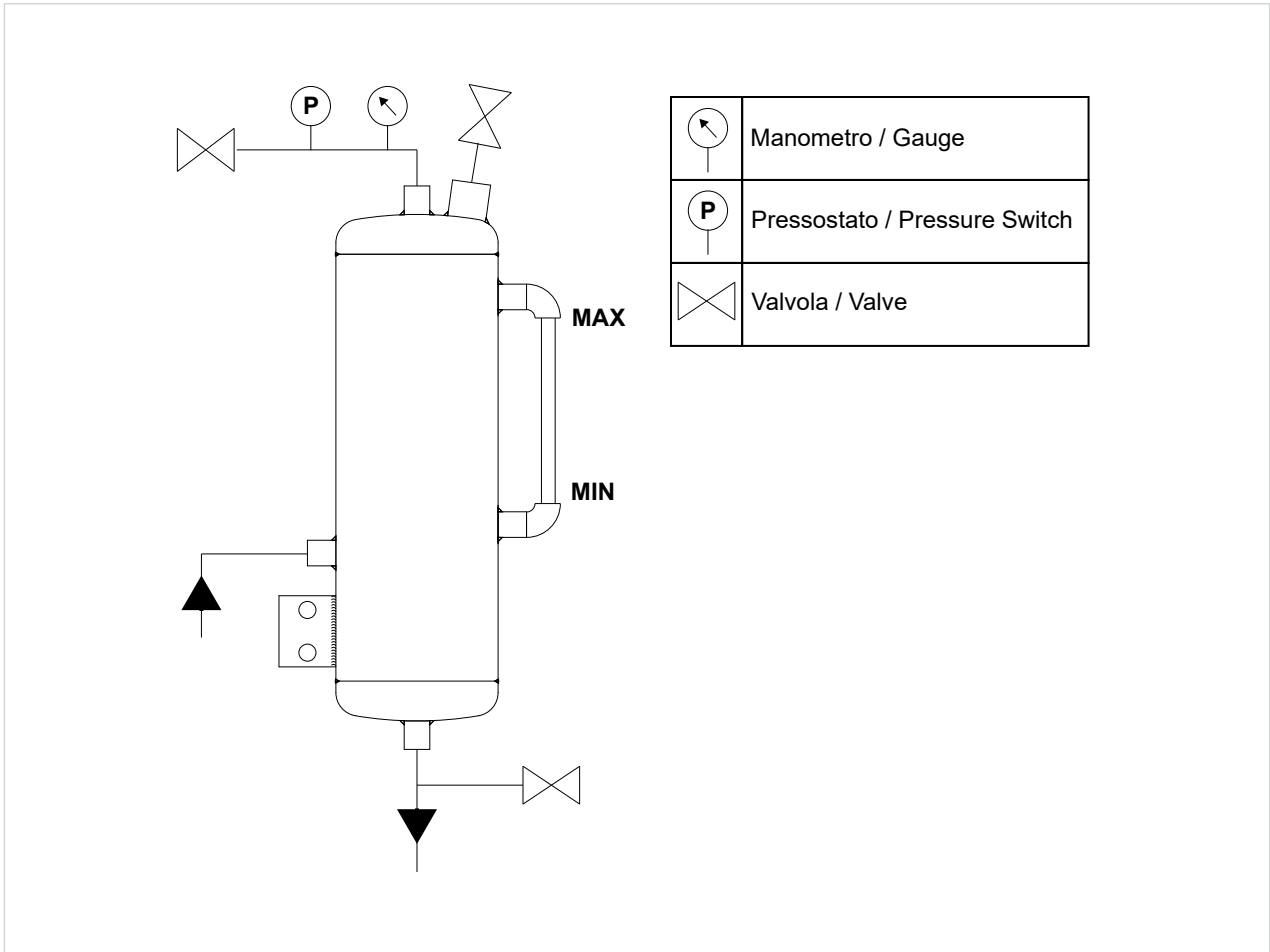 P
Manometro / Gauge
P
Pressostato / Pressure Switch
Valvola / Valve
MAX
MIN